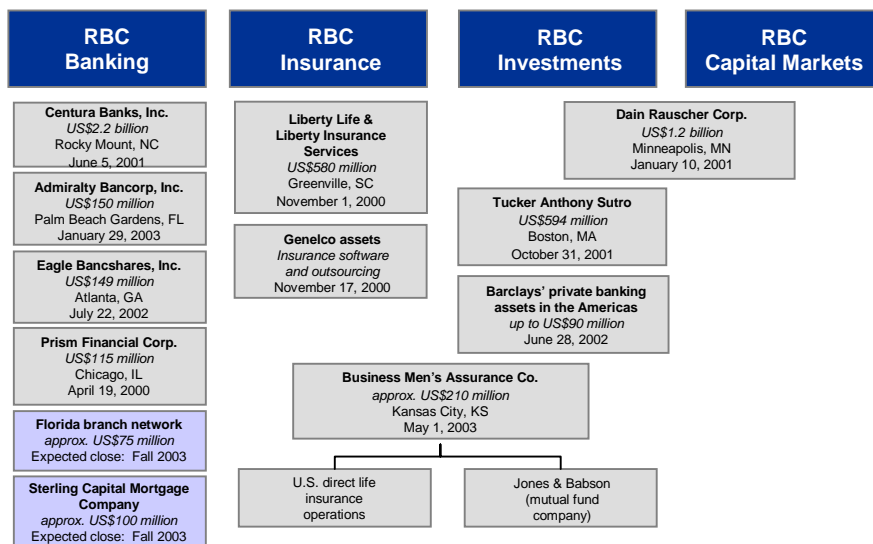 RBC
Banking
RBC
Insurance
RBC
Investments
RBC
Capital Markets
Centura Banks, Inc.
US$2.2 billion
Rocky Mount, NC
June 5, 2001
Admiralty Bancorp, Inc.
US$150 million
Palm Beach Gardens, FL
January 29, 2003
Eagle Bancshares, Inc.
US$149 million
Atlanta, GA
July 22, 2002
Prism Financial Corp.
US$115 million
Chicago, IL
April 19, 2000
Florida branch network
approx. US$75 million
Expected close: Fall 2003
Sterling Capital Mortgage
Company
approx. US$100 million
Expected close: Fall 2003
Liberty Life &
Liberty Insurance
Services
US$580 million
Greenville, SC
November 1, 2000
Genelco assets
Insurance software
and outsourcing
November 17, 2000
Dain Rauscher Corp.
US$1.2 billion
Minneapolis, MN
January 10, 2001
Tucker Anthony Sutro
US$594 million
Boston, MA
October 31, 2001
Barclays' private banking
assets in the Americas
up to US$90 million
June 28, 2002
Business Men's Assurance Co.
approx. US$210 million
Kansas City, KS
May 1, 2003
U.S. direct life
insurance
operations
Jones & Babson
(mutual fund
company)